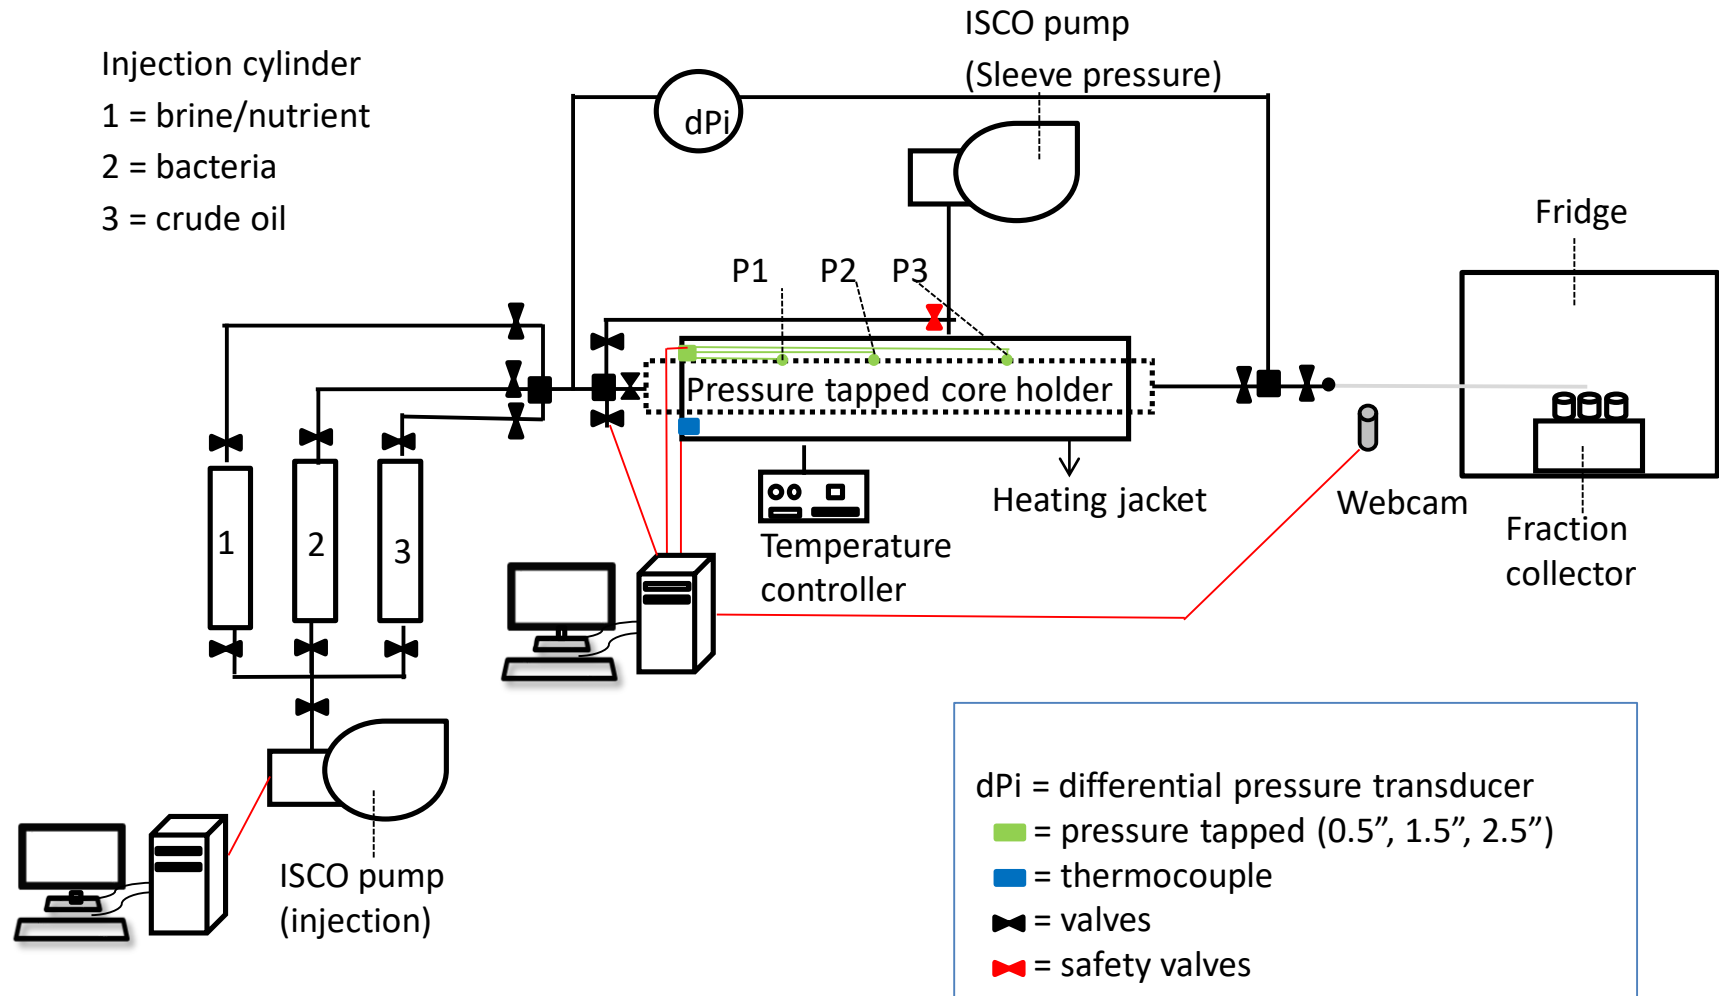 Injection cylinder
1 = brine/nutrient
2 = bacteria
3 = crude oil
ISCO pump
(Sleeve pressure)
dPi
P1
P2
P3
Fridge
Pressure tapped core holder
Heating jacket
Webcam
Temperature
controller
Fraction
collector
1
2
3
ISCO pump
(injection)
dPi = differential pressure transducer
= pressure tapped (0.5”, 1.5”, 2.5”)
= thermocouple
= valves
= safety valves